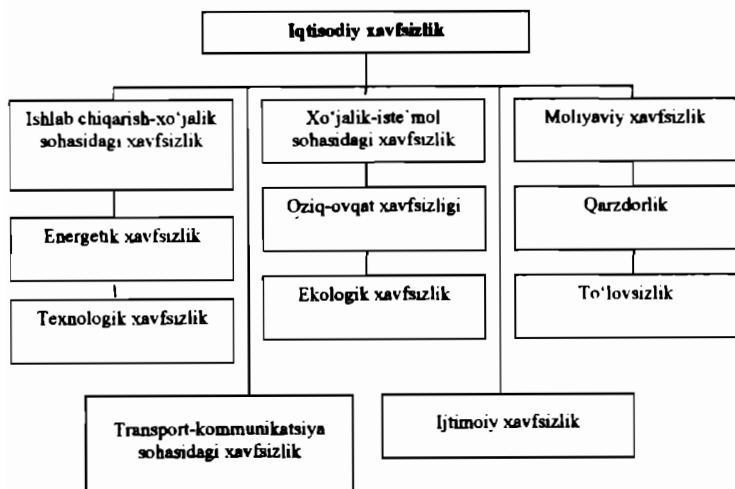 Iqtisodiy xavfsizlik
Ishlab chiqarish-xo‘jalik
sohasidagi xavfsizlik
Xo‘jalik-iste`mol
sohasidagi xavfsizlik
Moliyaviy xavfsizlik
Energetik xavfsizlik
Oziq-ovqat xavfsizligi
Qarzdorlik
Texnologik xavfsizlik
Ekologik xavfsizlik
To‘lovsizlik
Transport-kommunikatsiya
sohasidagi xavfsizlik
Ijtimoiy xavfsizlik